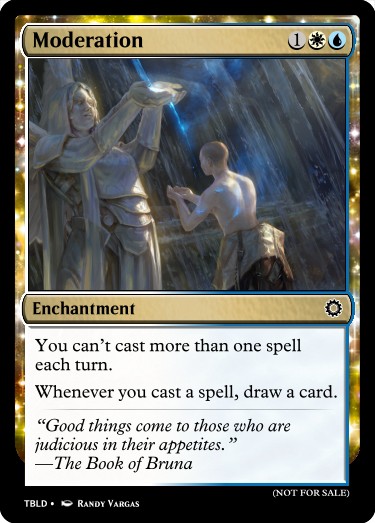 Moderation 1
Enchantment
You can't cast more than one spell
each turn.
Whenever you cast a spell, draw a card.
“Good things come to those who are
judicious in their appetites.”
—The Book of Bruna
(NOT FOR SALE)
TBLD • RANDY VARGAS